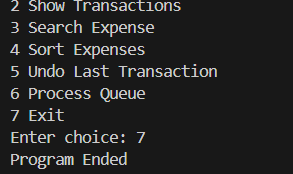 2 Show Transactions
3 Search Expense
4 Sort Expenses
5 Undo Last Transaction
6 Process Queue
7 Exit
Enter choice: 7
Program Ended